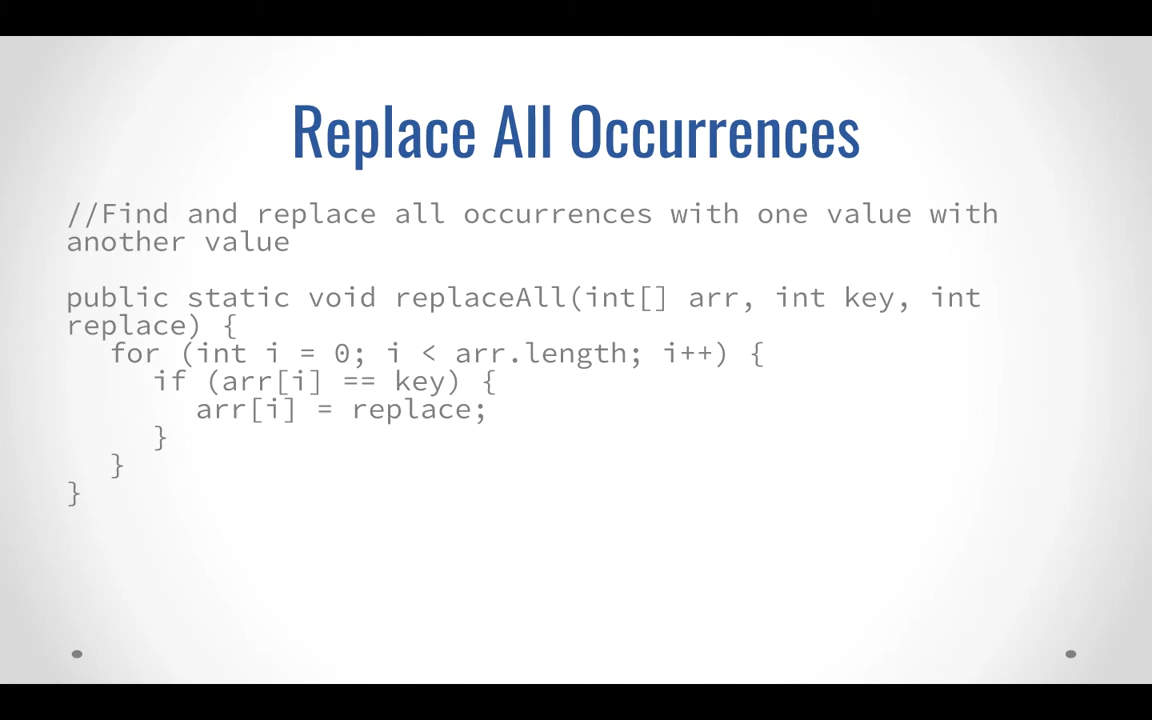 Replace All Occurrences
//Find and replace all occurrences with one value with
another value
public static void replaceAll(int[] arr, int key, int
replace) {
for (int i = 0; i < arr.length; i++) {
if (arr[i] == key) {
arr[i] = replace;
}
}
}